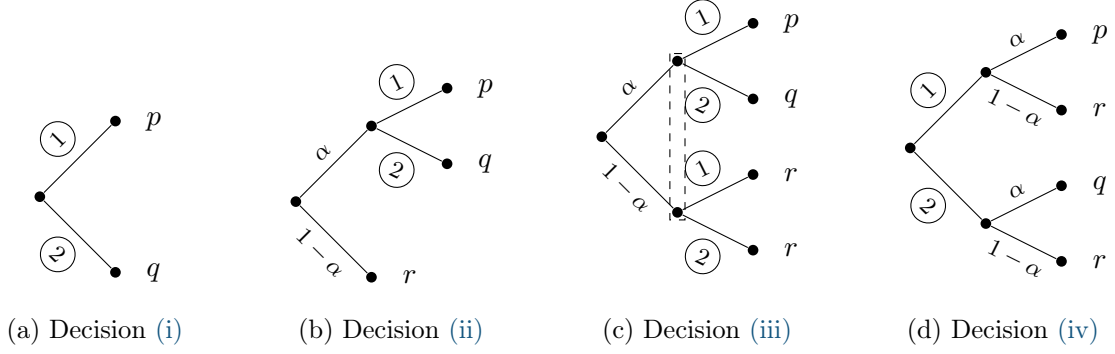 ① p
② q
(a) Decision (i)
α ① p
② q
1 − α r
(b) Decision (ii)
α ① p
② q
1 − α ① r
② r
(c) Decision (iii)
① α p
1 − α r
② α q
1 − α r
(d) Decision (iv)